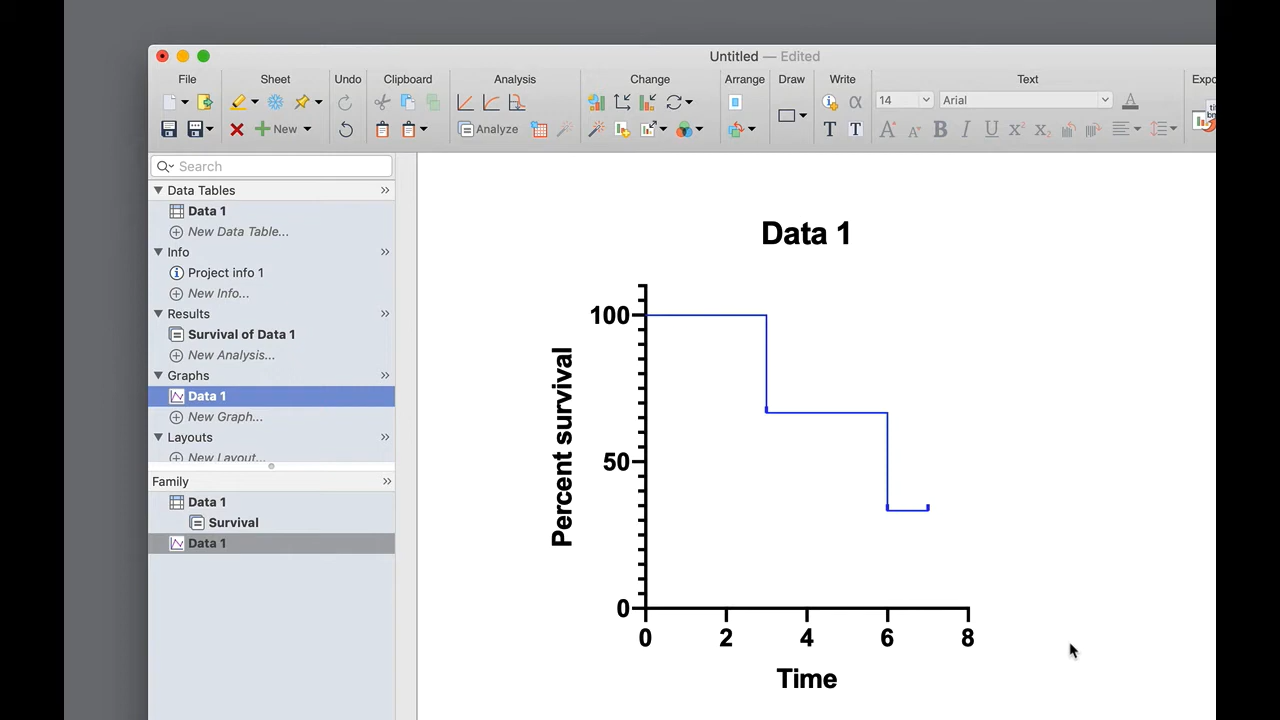 Untitled — Edited
File Sheet Undo Clipboard Analysis Change Arrange Draw Write Text
14 Arial
New Analyze
Search
Data Tables
Data 1
New Data Table...
Info
Project info 1
New Info...
Results
Survival of Data 1
New Analysis...
Graphs
Data 1
New Graph...
Layouts
New Layout...
Family
Data 1
Survival
Data 1
Data 1
100
50
0
Percent survival
0 2 4 6 8
Time